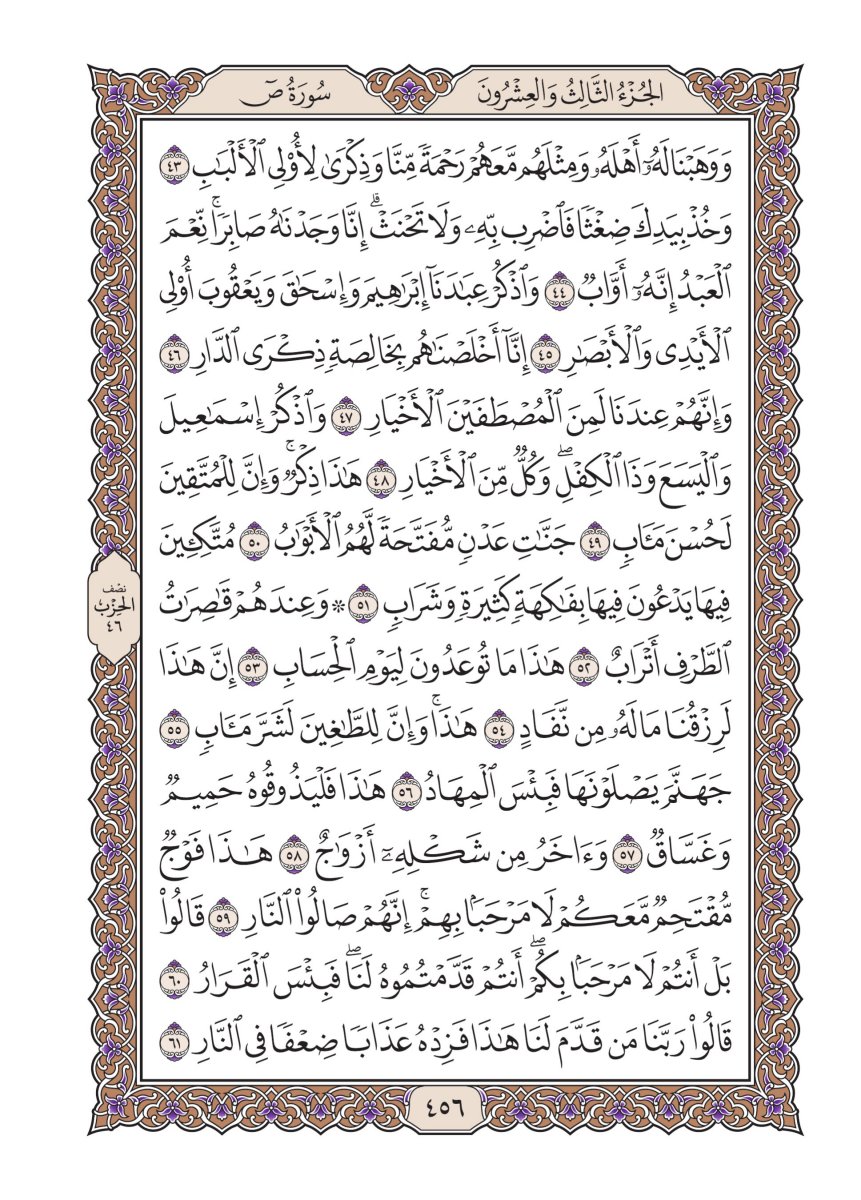 الجُزْءُ الثَّالِثُ وَالعِشْرُونَ
سُورَةُ صٓ
وَوَهَبْنَا لَهُۥٓ أَهْلَهُۥ وَمِثْلَهُم مَّعَهُمْ رَحْمَةً مِّنَّا وَذِكْرَىٰ لِأُو۟لِى ٱلْأَلْبَٰبِ ٤٣
وَخُذْ بِيَدِكَ ضِغْثًا فَٱضْرِب بِّهِۦ وَلَا تَحْنَثْ ۗ إِنَّا وَجَدْنَٰهُ صَابِرًا ۚ نِّعْمَ
ٱلْعَبْدُ إِنَّهُۥٓ أَوَّابٌ ٤٤ وَٱذْكُرْ عِبَٰدَنَآ إِبْرَٰهِيمَ وَإِسْحَٰقَ وَيَعْقُوبَ أُو۟لِى
ٱلْأَيْدِى وَٱلْأَبْصَٰرِ ٤٥ إِنَّآ أَخْلَصْنَٰهُم بِخَالِصَةٍ ذِكْرَى ٱلدَّارِ ٤٦
وَإِنَّهُمْ عِندَنَا لَمِنَ ٱلْمُصْطَفَيْنَ ٱلْأَخْيَارِ ٤٧ وَٱذْكُرْ إِسْمَٰعِيلَ
وَٱلْيَسَعَ وَذَا ٱلْكِفْلِ ۖ وَكُلٌّ مِّنَ ٱلْأَخْيَارِ ٤٨ هَٰذَا ذِكْرٌ ۚ وَإِنَّ لِلْمُتَّقِينَ
لَحُسْنَ مَـَٔابٍ ٤٩ جَنَّٰتِ عَدْنٍ مُّفَتَّحَةً لَّهُمُ ٱلْأَبْوَٰبُ ٥٠ مُتَّكِـِٔينَ
فِيهَا يَدْعُونَ فِيهَا بِفَٰكِهَةٍ كَثِيرَةٍ وَشَرَابٍ ٥١ ۞ وَعِندَهُمْ قَٰصِرَٰتُ
ٱلطَّرْفِ أَتْرَابٌ ٥٢ هَٰذَا مَا تُوعَدُونَ لِيَوْمِ ٱلْحِسَابِ ٥٣ إِنَّ هَٰذَا
لَرِزْقُنَا مَا لَهُۥ مِن نَّفَادٍ ٥٤ هَٰذَا ۚ وَإِنَّ لِلطَّٰغِينَ لَشَرَّ مَـَٔابٍ ٥٥
جَهَنَّمَ يَصْلَوْنَهَا فَبِئْسَ ٱلْمِهَادُ ٥٦ هَٰذَا فَلْيَذُوقُوهُ حَمِيمٌ
وَغَسَّاقٌ ٥٧ وَءَاخَرُ مِن شَكْلِهِۦٓ أَزْوَٰجٌ ٥٨ هَٰذَا فَوْجٌ
مُّقْتَحِمٌ مَّعَكُمْ لَا مَرْحَبًۢا بِهِمْ ۚ إِنَّهُمْ صَالُوا۟ ٱلنَّارِ ٥٩ قَالُوا۟
بَلْ أَنتُمْ لَا مَرْحَبًۢا بِكُمْ ۖ أَنتُمْ قَدَّمْتُمُوهُ لَنَا ۖ فَبِئْسَ ٱلْقَرَارُ ٦٠
قَالُوا۟ رَبَّنَا مَن قَدَّمَ لَنَا هَٰذَا فَزِدْهُ عَذَابًا ضِعْفًا فِى ٱلنَّارِ ٦١
نصْف
الحِزْب
٤٦
٤٥٦